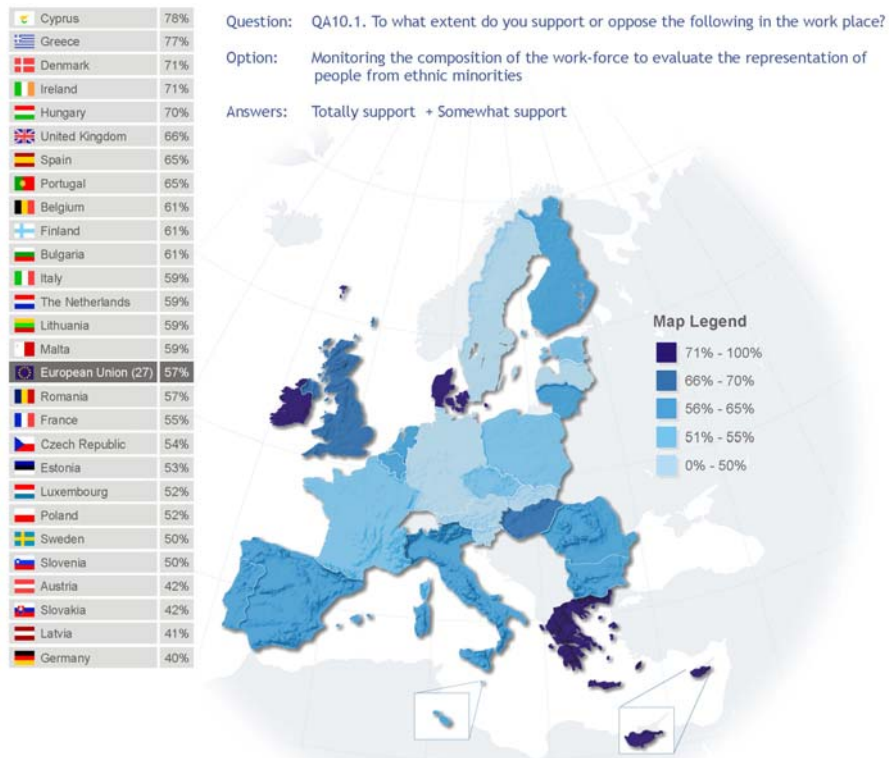 Cyprus 78%
Greece 77%
Denmark 71%
Ireland 71%
Hungary 70%
United Kingdom 66%
Spain 65%
Portugal 65%
Belgium 61%
Finland 61%
Bulgaria 61%
Italy 59%
The Netherlands 59%
Lithuania 59%
Malta 59%
European Union (27) 57%
Romania 57%
France 55%
Czech Republic 54%
Estonia 53%
Luxembourg 52%
Poland 52%
Sweden 50%
Slovenia 50%
Austria 42%
Slovakia 42%
Latvia 41%
Germany 40%
Question: QA10.1. To what extent do you support or oppose the following in the work place?
Option: Monitoring the composition of the work-force to evaluate the representation of
people from ethnic minorities
Answers: Totally support + Somewhat support
Map Legend
71% - 100%
66% - 70%
56% - 65%
51% - 55%
0% - 50%